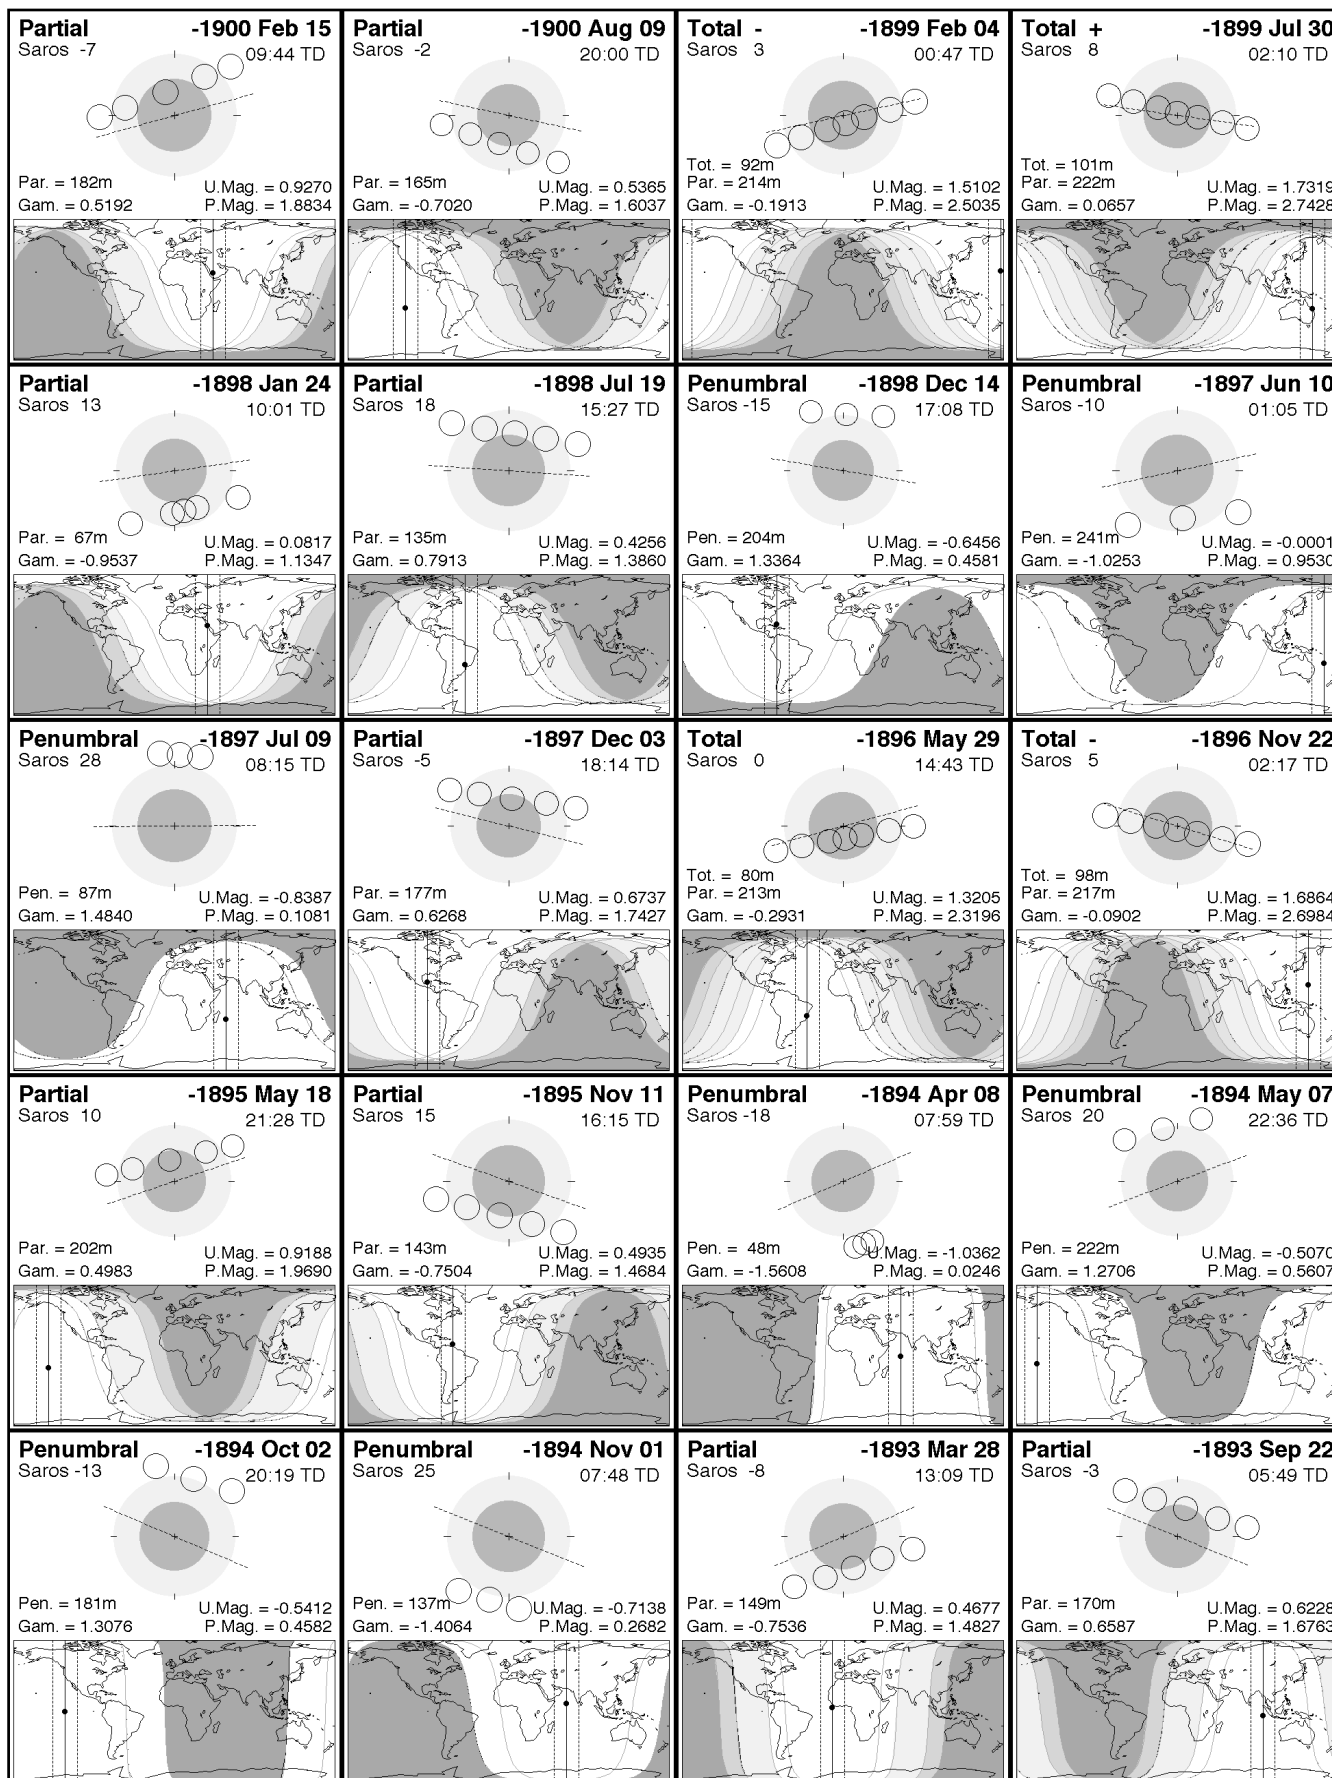 Partial -1900 Feb 15
Saros -7 09:44 TD
Par. = 182m U.Mag. = 0.9270
Gam. = 0.5192 P.Mag. = 1.8834
Partial -1900 Aug 09
Saros -2 20:00 TD
Par. = 165m U.Mag. = 0.5365
Gam. = -0.7020 P.Mag. = 1.6037
Total - -1899 Feb 04
Saros 3 00:47 TD
Tot. = 92m
Par. = 214m U.Mag. = 1.5102
Gam. = -0.1913 P.Mag. = 2.5035
Total + -1899 Jul 30
Saros 8 02:10 TD
Tot. = 101m
Par. = 222m U.Mag. = 1.7319
Gam. = 0.0657 P.Mag. = 2.7428
Partial -1898 Jan 24
Saros 13 10:01 TD
Par. = 67m U.Mag. = 0.0817
Gam. = -0.9537 P.Mag. = 1.1347
Partial -1898 Jul 19
Saros 18 15:27 TD
Par. = 135m U.Mag. = 0.4256
Gam. = 0.7913 P.Mag. = 1.3860
Penumbral -1898 Dec 14
Saros -15 17:08 TD
Pen. = 204m U.Mag. = -0.6456
Gam. = 1.3364 P.Mag. = 0.4581
Penumbral -1897 Jun 10
Saros -10 01:05 TD
Pen. = 241m U.Mag. = -0.0001
Gam. = -1.0253 P.Mag. = 0.9530
Penumbral -1897 Jul 09
Saros 28 08:15 TD
Pen. = 87m U.Mag. = -0.8387
Gam. = 1.4840 P.Mag. = 0.1081
Partial -1897 Dec 03
Saros -5 18:14 TD
Par. = 177m U.Mag. = 0.6737
Gam. = 0.6268 P.Mag. = 1.7427
Total -1896 May 29
Saros 0 14:43 TD
Tot. = 80m
Par. = 213m U.Mag. = 1.3205
Gam. = -0.2931 P.Mag. = 2.3196
Total - -1896 Nov 22
Saros 5 02:17 TD
Tot. = 98m
Par. = 217m U.Mag. = 1.6864
Gam. = -0.0902 P.Mag. = 2.6984
Partial -1895 May 18
Saros 10 21:28 TD
Par. = 202m U.Mag. = 0.9188
Gam. = 0.4983 P.Mag. = 1.9690
Partial -1895 Nov 11
Saros 15 16:15 TD
Par. = 143m U.Mag. = 0.4935
Gam. = -0.7504 P.Mag. = 1.4684
Penumbral -1894 Apr 08
Saros -18 07:59 TD
Pen. = 48m U.Mag. = -1.0362
Gam. = -1.5608 P.Mag. = 0.0246
Penumbral -1894 May 07
Saros 20 22:36 TD
Pen. = 222m U.Mag. = -0.5070
Gam. = 1.2706 P.Mag. = 0.5607
Penumbral -1894 Oct 02
Saros -13 20:19 TD
Pen. = 181m U.Mag. = -0.5412
Gam. = 1.3076 P.Mag. = 0.4582
Penumbral -1894 Nov 01
Saros 25 07:48 TD
Pen. = 137m U.Mag. = -0.7138
Gam. = -1.4064 P.Mag. = 0.2682
Partial -1893 Mar 28
Saros -8 13:09 TD
Par. = 149m U.Mag. = 0.4677
Gam. = -0.7536 P.Mag. = 1.4827
Partial -1893 Sep 22
Saros -3 05:49 TD
Par. = 170m U.Mag. = 0.6228
Gam. = 0.6587 P.Mag. = 1.6763